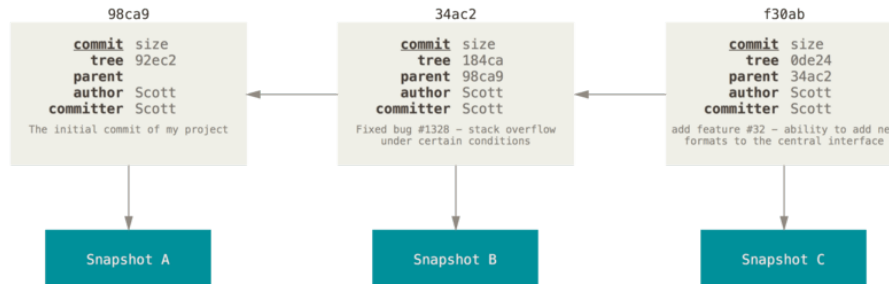 98ca9
commit size
tree 92ec2
parent
author Scott
committer Scott
The initial commit of my project
Snapshot A
34ac2
commit size
tree 184ca
parent 98ca9
author Scott
committer Scott
Fixed bug #1328 – stack overflow
under certain conditions
Snapshot B
f30ab
commit size
tree 0de24
parent 34ac2
author Scott
committer Scott
add feature #32 – ability to add ne
formats to the central interface
Snapshot C